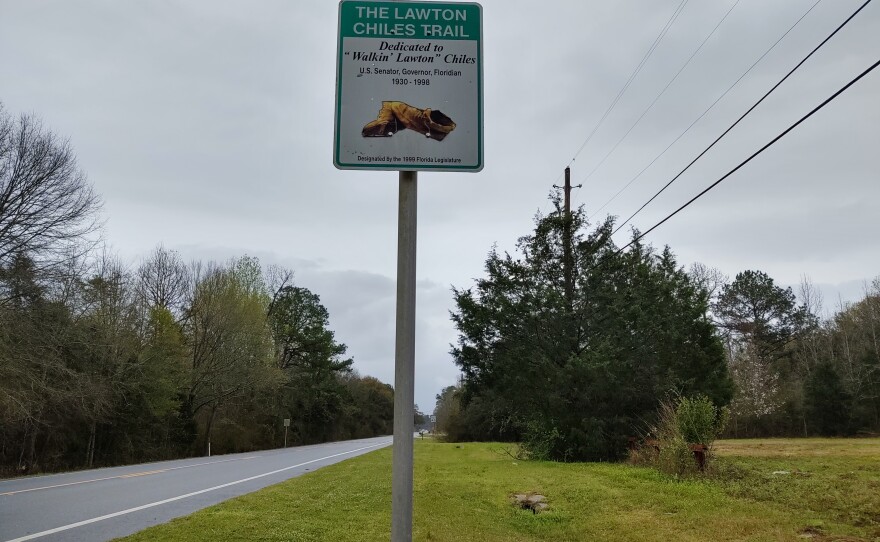 THE LAWTON
CHILES TRAIL
Dedicated to
"Walkin' Lawton" Chiles
U.S. Senator, Governor, Floridian
1930 - 1998
Designated by the 1999 Florida Legislature